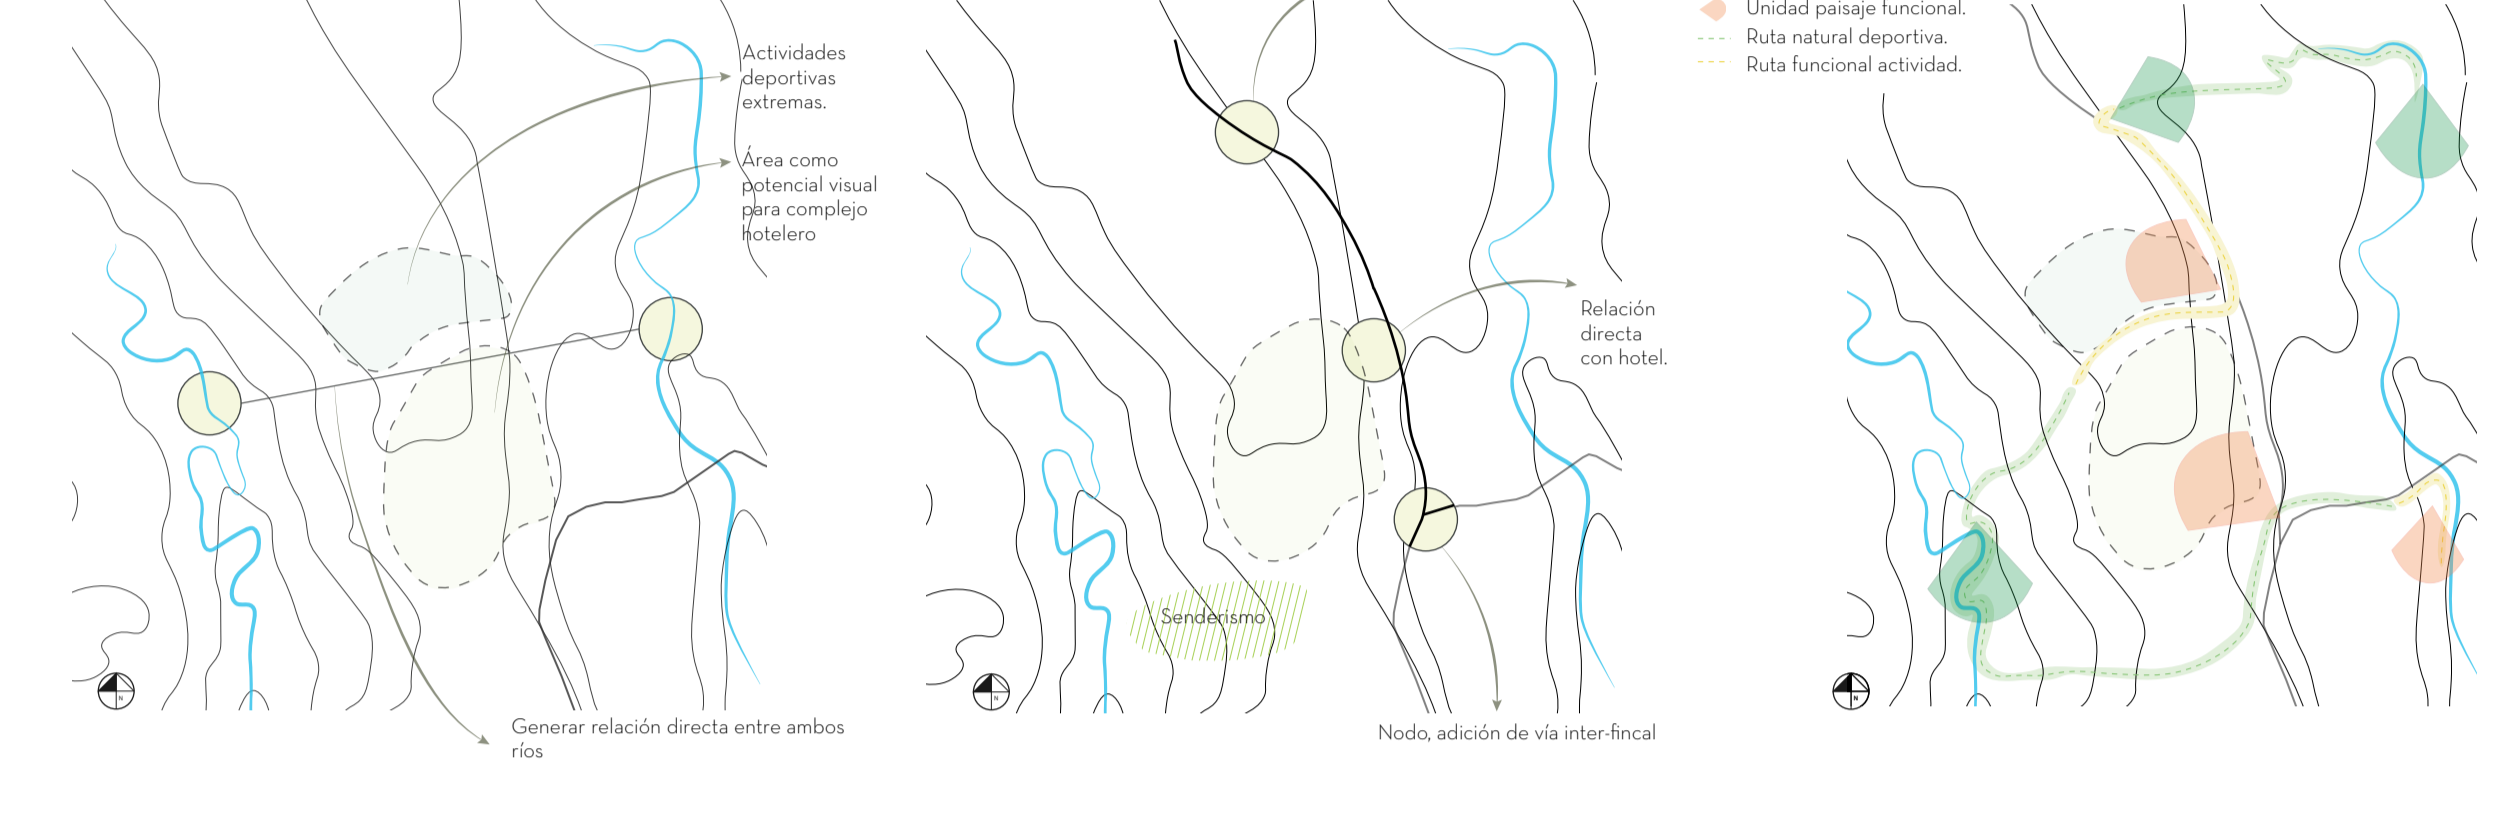 Actividades
deportivas
extremas.
Área como
potencial visual
para complejo
hotelero
Generar relación directa entre ambos
ríos
N
Relación
directa
con hotel.
Senderismo
Nodo, adición de vía inter-fincal
N
Unidad paisaje funcional.
Ruta natural deportiva.
Ruta funcional actividad.
N